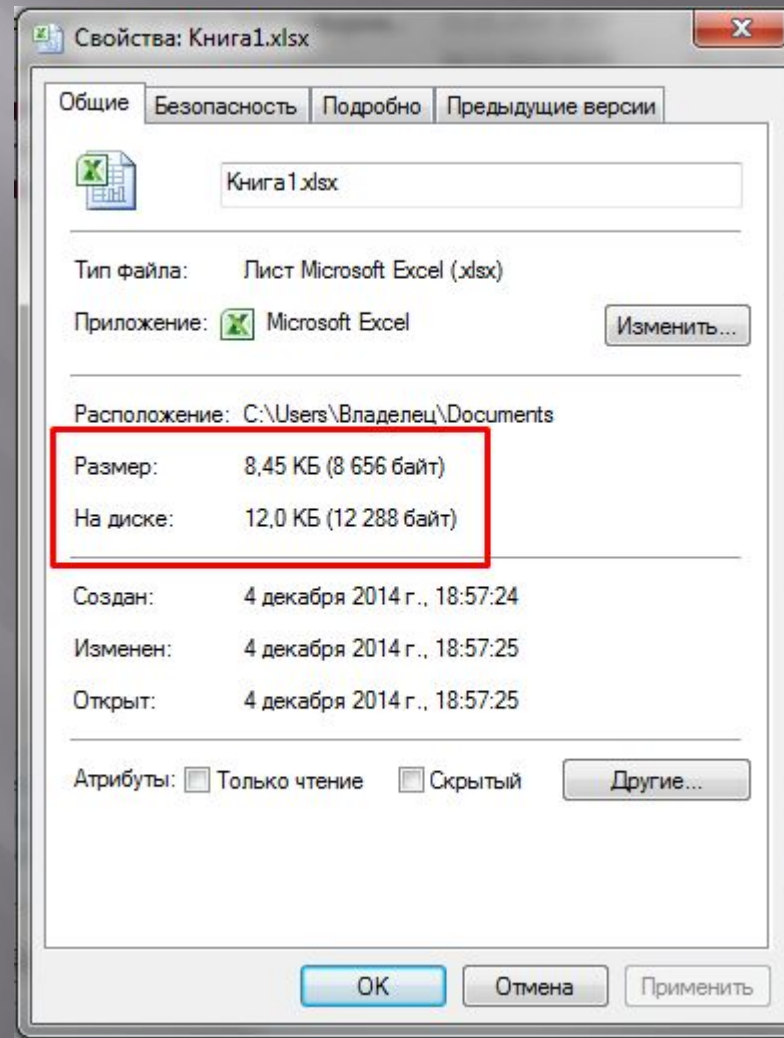 Свойства: Книга1.xlsx
Общие Безопасность Подробно Предыдущие версии
Книга1.xlsx
Тип файла: Лист Microsoft Excel (.xlsx)
Приложение: Microsoft Excel Изменить...
Расположение: C:\Users\Владелец\Documents
Размер: 8,45 КБ (8 656 байт)
На диске: 12,0 КБ (12 288 байт)
Создан: 4 декабря 2014 г., 18:57:24
Изменен: 4 декабря 2014 г., 18:57:25
Открыт: 4 декабря 2014 г., 18:57:25
Атрибуты: Только чтение Скрытый Другие...
OK Отмена Применить